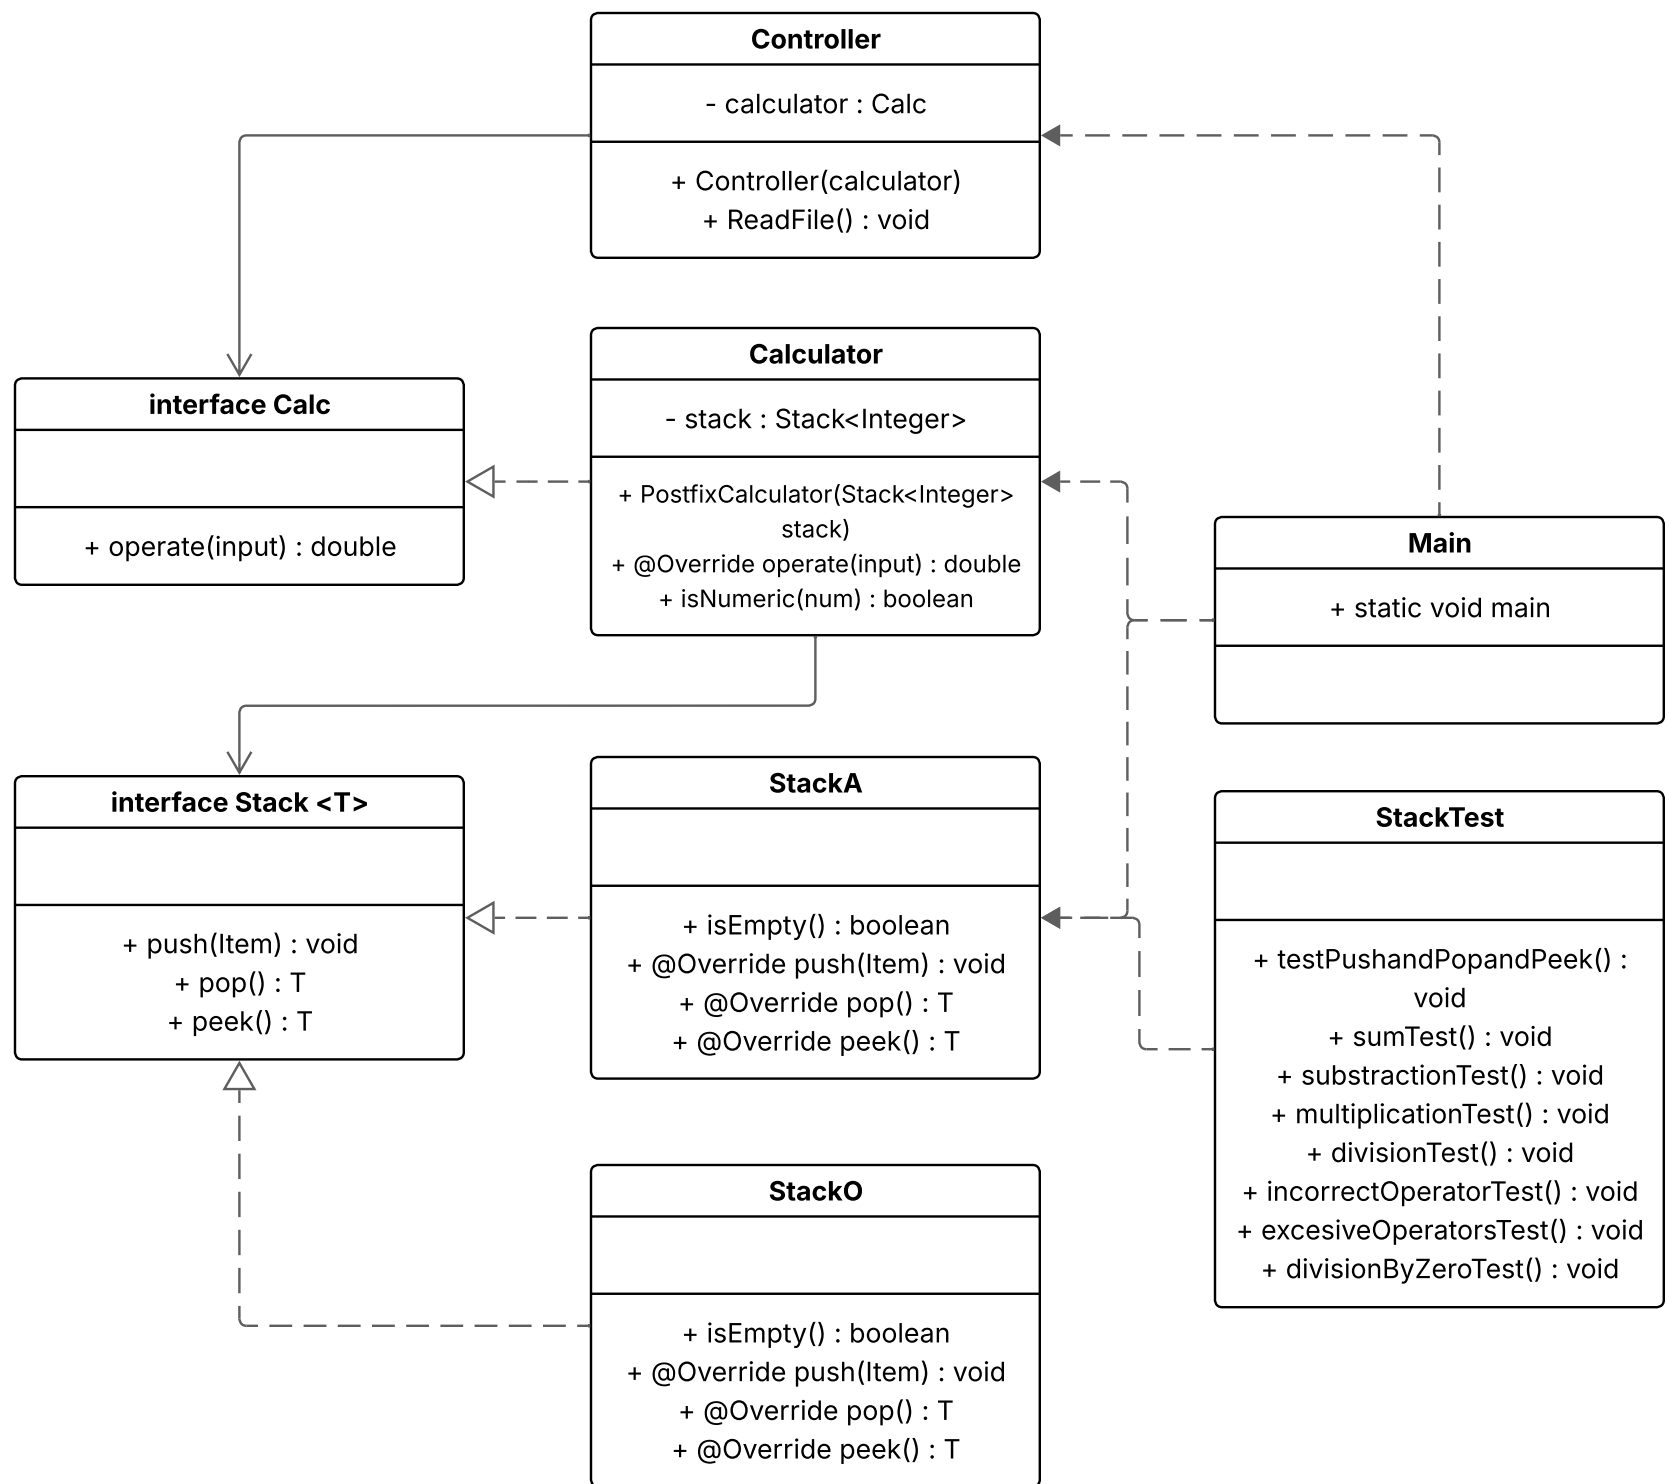 Controller
- calculator : Calc
+ Controller(calculator)
+ ReadFile() : void
interface Calc
+ operate(input) : double
Calculator
- stack : Stack<Integer>
+ PostfixCalculator(Stack<Integer>
stack)
+ @Override operate(input) : double
+ isNumeric(num) : boolean
Main
+ static void main
interface Stack <T>
+ push(Item) : void
+ pop() : T
+ peek() : T
StackA
+ isEmpty() : boolean
+ @Override push(Item) : void
+ @Override pop() : T
+ @Override peek() : T
StackTest
+ testPushandPopandPeek() :
void
+ sumTest() : void
+ substractionTest() : void
+ multiplicationTest() : void
+ divisionTest() : void
+ incorrectOperatorTest() : void
+ excesiveOperatorsTest() : void
+ divisionByZeroTest() : void
StackO
+ isEmpty() : boolean
+ @Override push(Item) : void
+ @Override pop() : T
+ @Override peek() : T